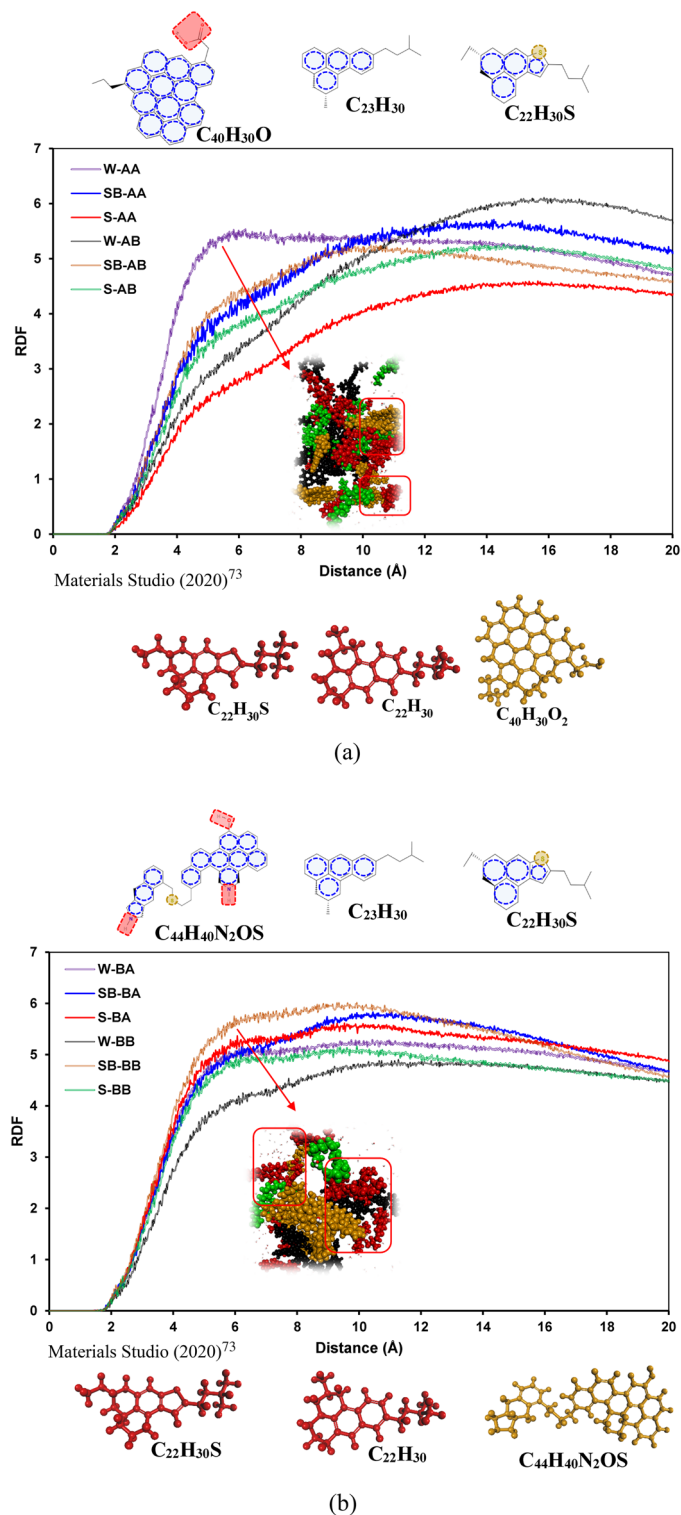 C₄₀H₃₀O
C₂₃H₃₀
C₂₂H₃₀S
7
6
5
4
3
2
1
0
RDF
W-AA
SB-AA
S-AA
W-AB
SB-AB
S-AB
0 2 4 6 8 10 12 14 16 18 20
Distance (Å)
Materials Studio (2020)⁷³
C₂₂H₃₀S
C₂₂H₃₀
C₄₀H₃₀O₂
(a)
C₄₄H₄₀N₂OS
C₂₃H₃₀
C₂₂H₃₀S
7
6
5
4
3
2
1
0
RDF
W-BA
SB-BA
S-BA
W-BB
SB-BB
S-BB
0 2 4 6 8 10 12 14 16 18 20
Distance (Å)
Materials Studio (2020)⁷³
C₂₂H₃₀S
C₂₂H₃₀
C₄₄H₄₀N₂OS
(b)